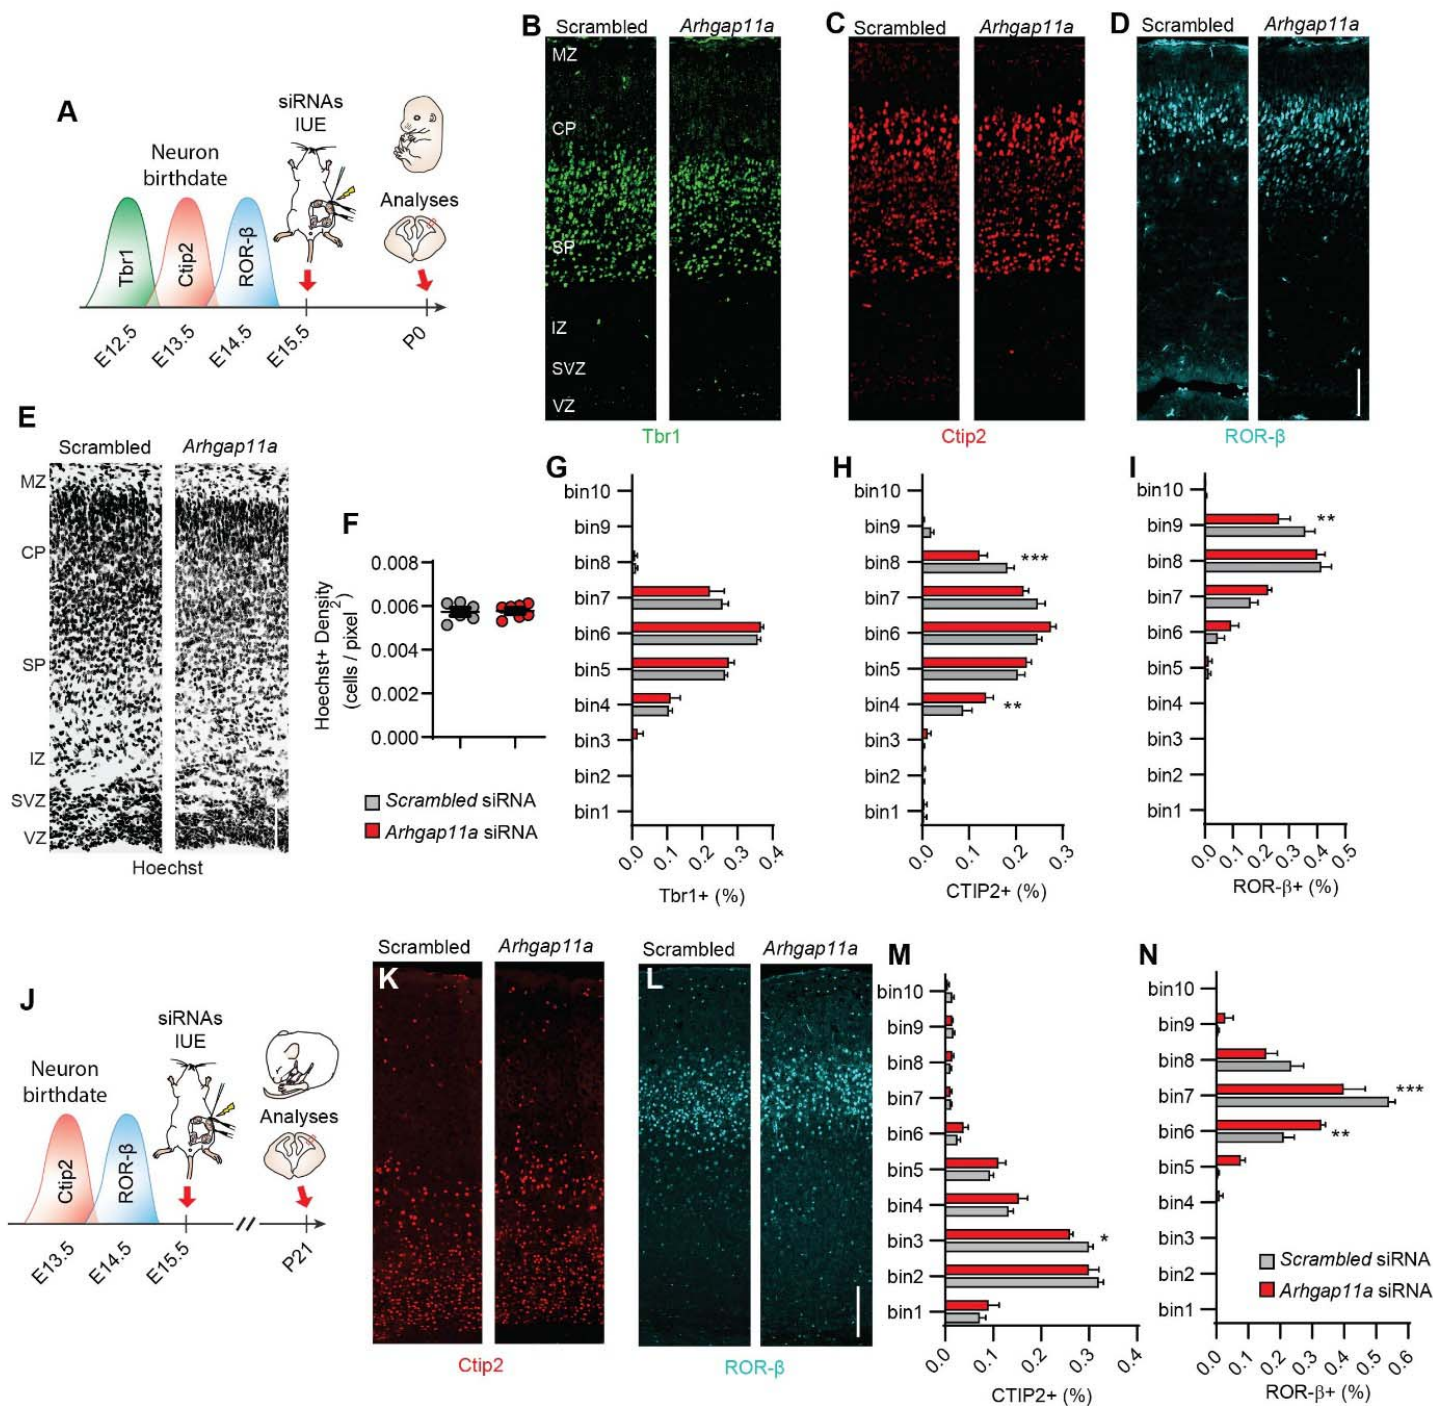 A
siRNAs
IUE
Neuron
birthdate
Analyses
Tbr1
Ctip2
ROR-β
E12.5
E13.5
E14.5
E15.5
P0
B
Scrambled
Arhgap11a
MZ
CP
SP
IZ
SVZ
VZ
Tbr1
C
Scrambled
Arhgap11a
Ctip2
D
Scrambled
Arhgap11a
ROR-β
E
Scrambled
Arhgap11a
MZ
CP
SP
IZ
SVZ
VZ
Hoechst
F
Hoechst+ Density
(cells / pixel²)
0.008
0.006
0.004
0.002
0.000
Scrambled siRNA
Arhgap11a siRNA
G
bin10
bin9
bin8
bin7
bin6
bin5
bin4
bin3
bin2
bin1
0.0 0.1 0.2 0.3 0.4
Tbr1+ (%)
H
bin10
bin9
bin8 ***
bin7
bin6
bin5
bin4 **
bin3
bin2
bin1
0.0 0.1 0.2 0.3
CTIP2+ (%)
I
bin10
bin9 **
bin8
bin7
bin6
bin5
bin4
bin3
bin2
bin1
0.0 0.1 0.2 0.3 0.4 0.5
ROR-β+ (%)
J
siRNAs
IUE
Neuron
birthdate
Analyses
Ctip2
ROR-β
E13.5
E14.5
E15.5
P21
K
Scrambled
Arhgap11a
Ctip2
L
Scrambled
Arhgap11a
ROR-β
M
bin10
bin9
bin8
bin7
bin6
bin5
bin4
bin3 *
bin2
bin1
0.0 0.1 0.2 0.3 0.4
CTIP2+ (%)
N
bin10
bin9
bin8
bin7 ***
bin6 **
bin5
bin4
bin3
bin2
bin1
Scrambled siRNA
Arhgap11a siRNA
0.0 0.1 0.2 0.3 0.4 0.5 0.6
ROR-β+ (%)